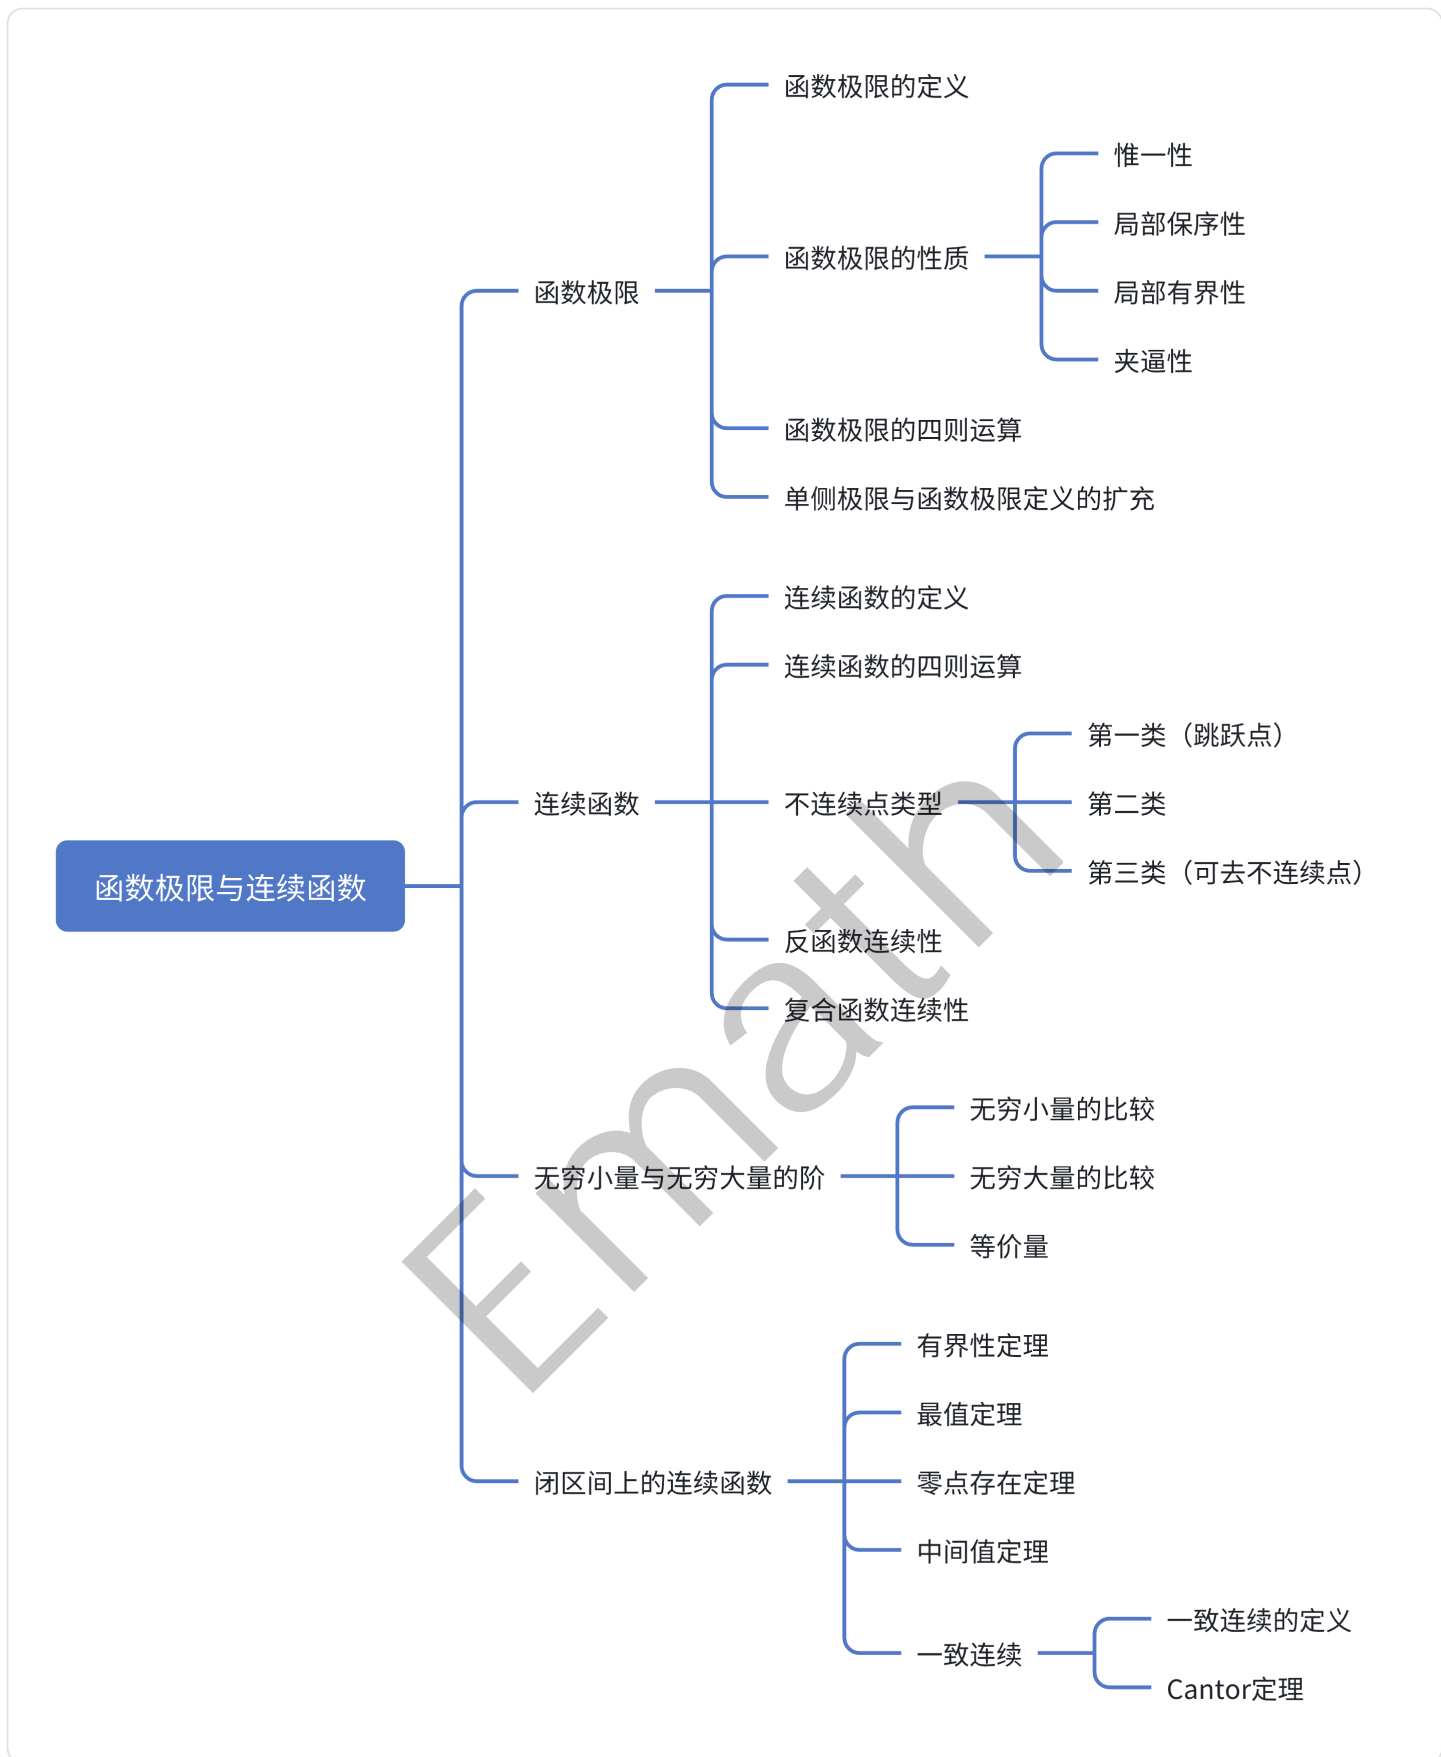 函数极限与连续函数
函数极限
函数极限的定义
函数极限的性质
惟一性
局部保序性
局部有界性
夹逼性
函数极限的四则运算
单侧极限与函数极限定义的扩充
连续函数
连续函数的定义
连续函数的四则运算
不连续点类型
第一类（跳跃点）
第二类
第三类（可去不连续点）
反函数连续性
复合函数连续性
无穷小量与无穷大量的阶
无穷小量的比较
无穷大量的比较
等价量
闭区间上的连续函数
有界性定理
最值定理
零点存在定理
中间值定理
一致连续
一致连续的定义
Cantor定理
Emath